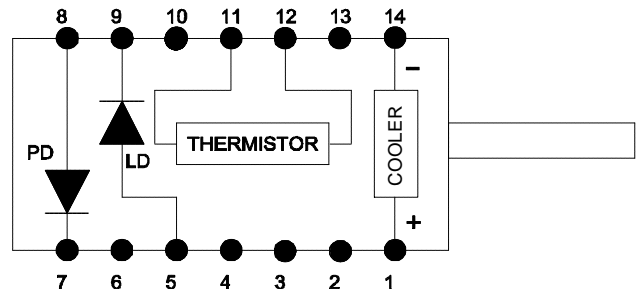 8 9 10 11 12 13 14
−
PD
LD
THERMISTOR
COOLER
+
7 6 5 4 3 2 1